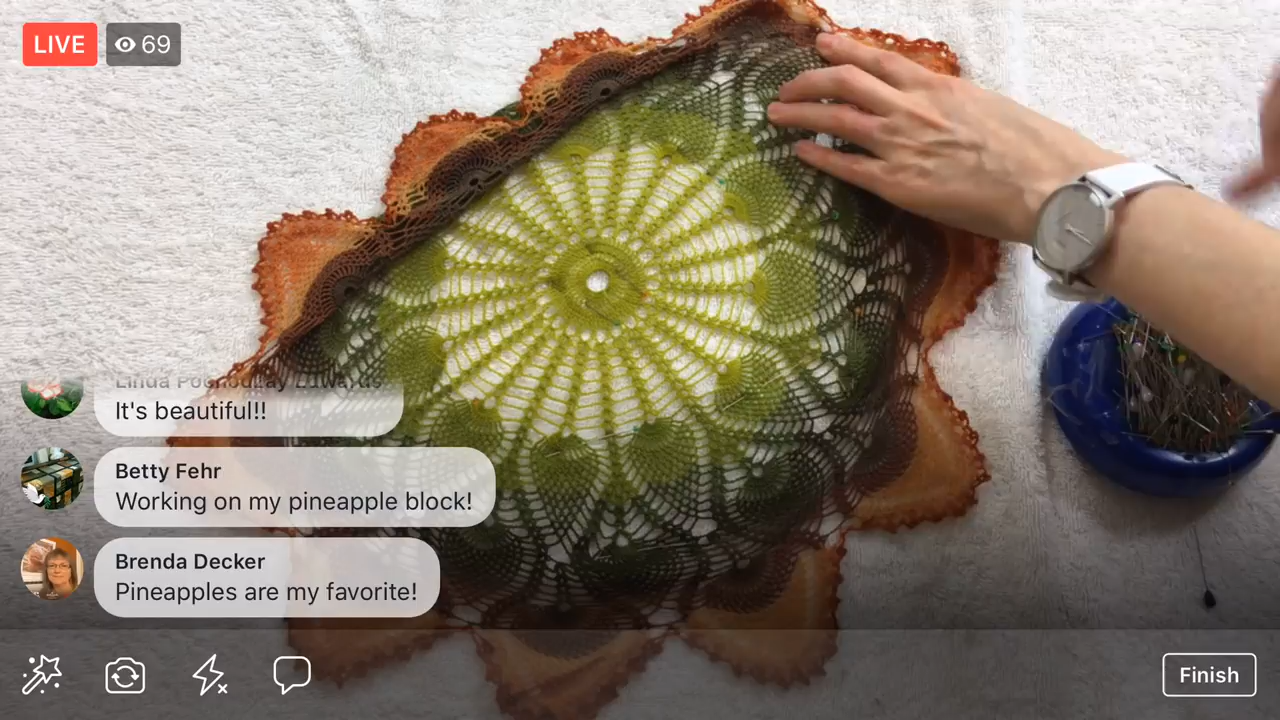 LIVE 69
It's beautiful!!
Betty Fehr
Working on my pineapple block!
Brenda Decker
Pineapples are my favorite!
Finish